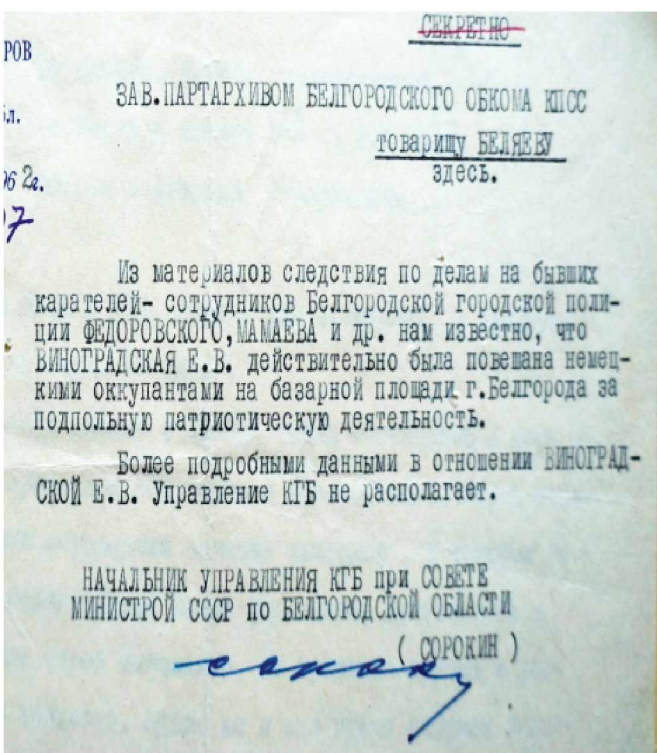 СЕКРЕТНО
РОВ
ЗАВ.ПАРТАРХИВОМ БЕЛГОРОДСКОГО ОБКОМА КПСС
л.
товарищу БЕЛЯЕВУ
здесь.
62г.
97
Из материалов следствия по делам на бывших
карателей- сотрудников Белгородской городской поли-
ции ФЕДОРОВСКОГО,МАМАЕВА и др. нам известно, что
ВИНОГРАДСКАЯ Е.В. действительно была повешана немец-
кими оккупантами на базарной площади г.Белгорода за
подпольную патриотическую деятельность.
Более подробными данными в отношении ВИНОГРАД-
СКОЙ Е.В. Управление КГБ не располагает.
НАЧАЛЬНИК УПРАВЛЕНИЯ КГБ при СОВЕТЕ
МИНИСТРОЙ СССР по БЕЛГОРОДСКОЙ ОБЛАСТИ
( СОРОКИН )